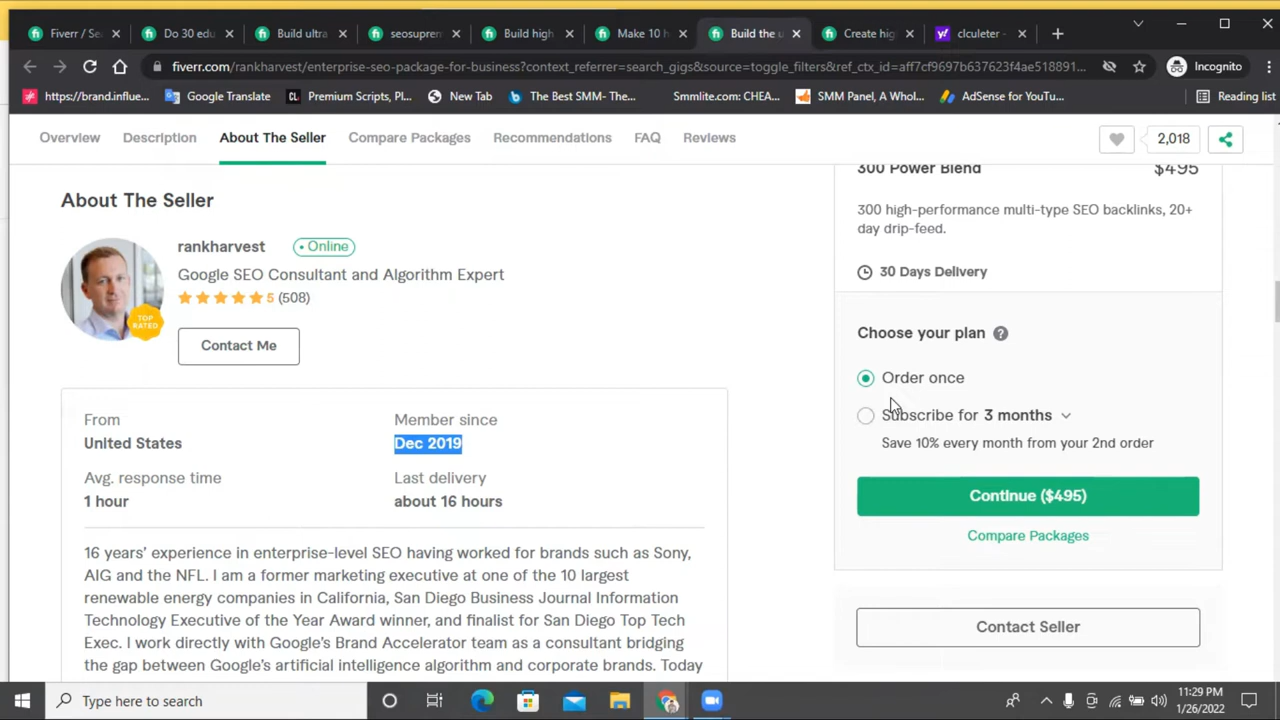 Fiverr / Se
Do 30 edu
Build ultra
seosuprem
Build high
Make 10 h
Build the u
Create hig
clculeter
fiverr.com/rankharvest/enterprise-seo-package-for-business?context_referrer=search_gigs&source=toggle_filters&ref_ctx_id=aff7cf9697b637623f4ae518891...
Incognito
https://brand.influe...
Google Translate
CL Premium Scripts, Pl...
New Tab
The Best SMM- The...
Smmlite.com: CHEA...
SMM Panel, A Whol...
AdSense for YouTu...
Reading list
Overview
Description
About The Seller
Compare Packages
Recommendations
FAQ
Reviews
2,018
About The Seller
rankharvest
• Online
Google SEO Consultant and Algorithm Expert
5 (508)
TOP
RATED
Contact Me
From
United States
Member since
Dec 2019
Avg. response time
1 hour
Last delivery
about 16 hours
16 years' experience in enterprise-level SEO having worked for brands such as Sony,
AIG and the NFL. I am a former marketing executive at one of the 10 largest
renewable energy companies in California, San Diego Business Journal Information
Technology Executive of the Year Award winner, and finalist for San Diego Top Tech
Exec. I work directly with Google's Brand Accelerator team as a consultant bridging
the gap between Google's artificial intelligence algorithm and corporate brands. Today
300 Power Blend
$495
300 high-performance multi-type SEO backlinks, 20+
day drip-feed.
30 Days Delivery
Choose your plan ?
Order once
Subscribe for 3 months
Save 10% every month from your 2nd order
Continue ($495)
Compare Packages
Contact Seller
Type here to search
11:29 PM
1/26/2022